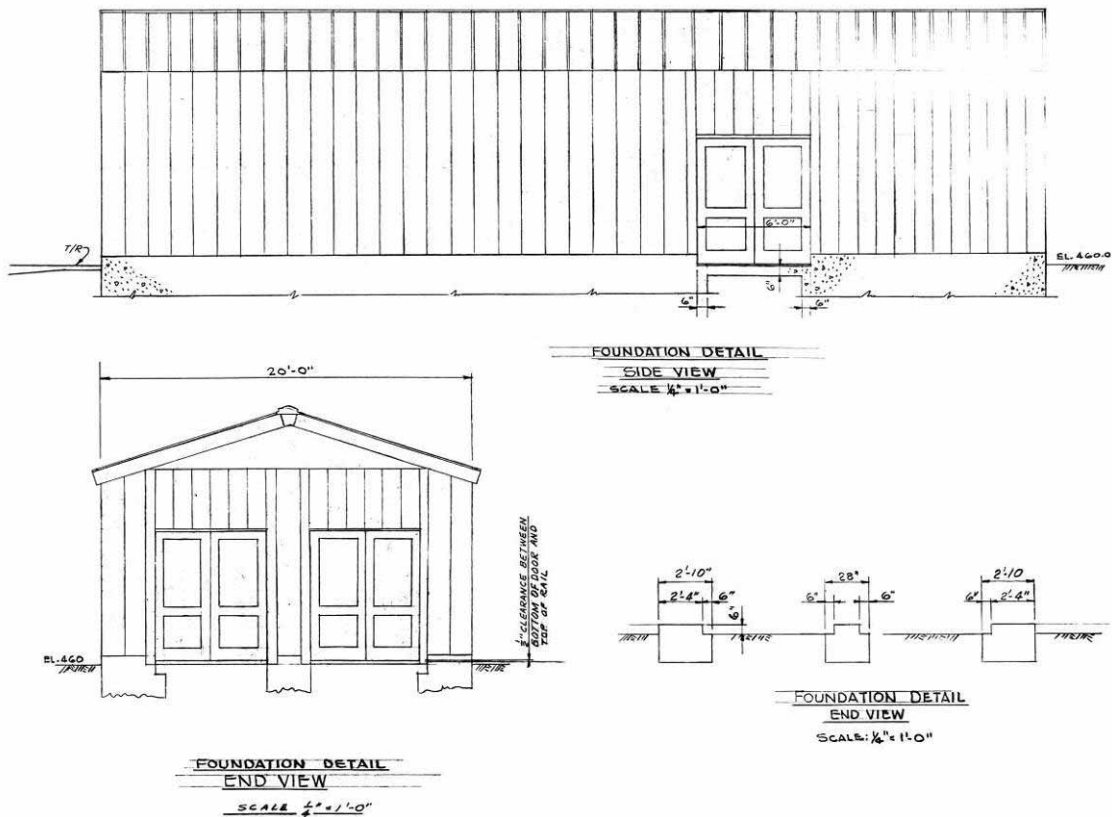 T/R
6'-0"
EL. 460.0
6"
6"
6"
FOUNDATION DETAIL
SIDE VIEW
SCALE ¼" = 1'-0"
20'-0"
½" CLEARANCE BETWEEN
BOTTOM OF DOOR AND
TOP OF RAIL
EL. 460
FOUNDATION DETAIL
END VIEW
SCALE ¼" = 1'-0"
2'-10"
2'-4"
6"
6"
28"
6"
6"
2'-10
6"
2'-4"
FOUNDATION DETAIL
END VIEW
SCALE: ¼" = 1'-0"